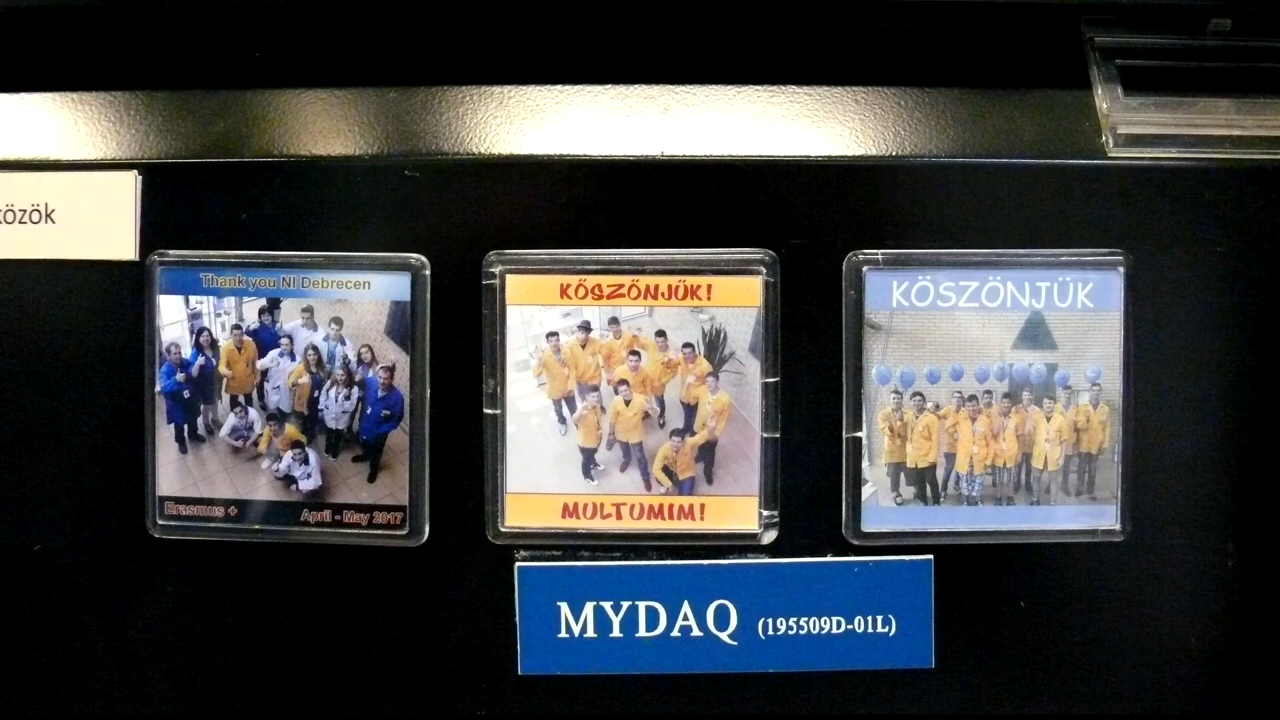 közök
Thank you NI Debrecen
Erasmus +
April - May 2017
KÖSZÖNJÜK!
MULTUMIM!
KÖSZÖNJÜK
MYDAQ (195509D-01L)